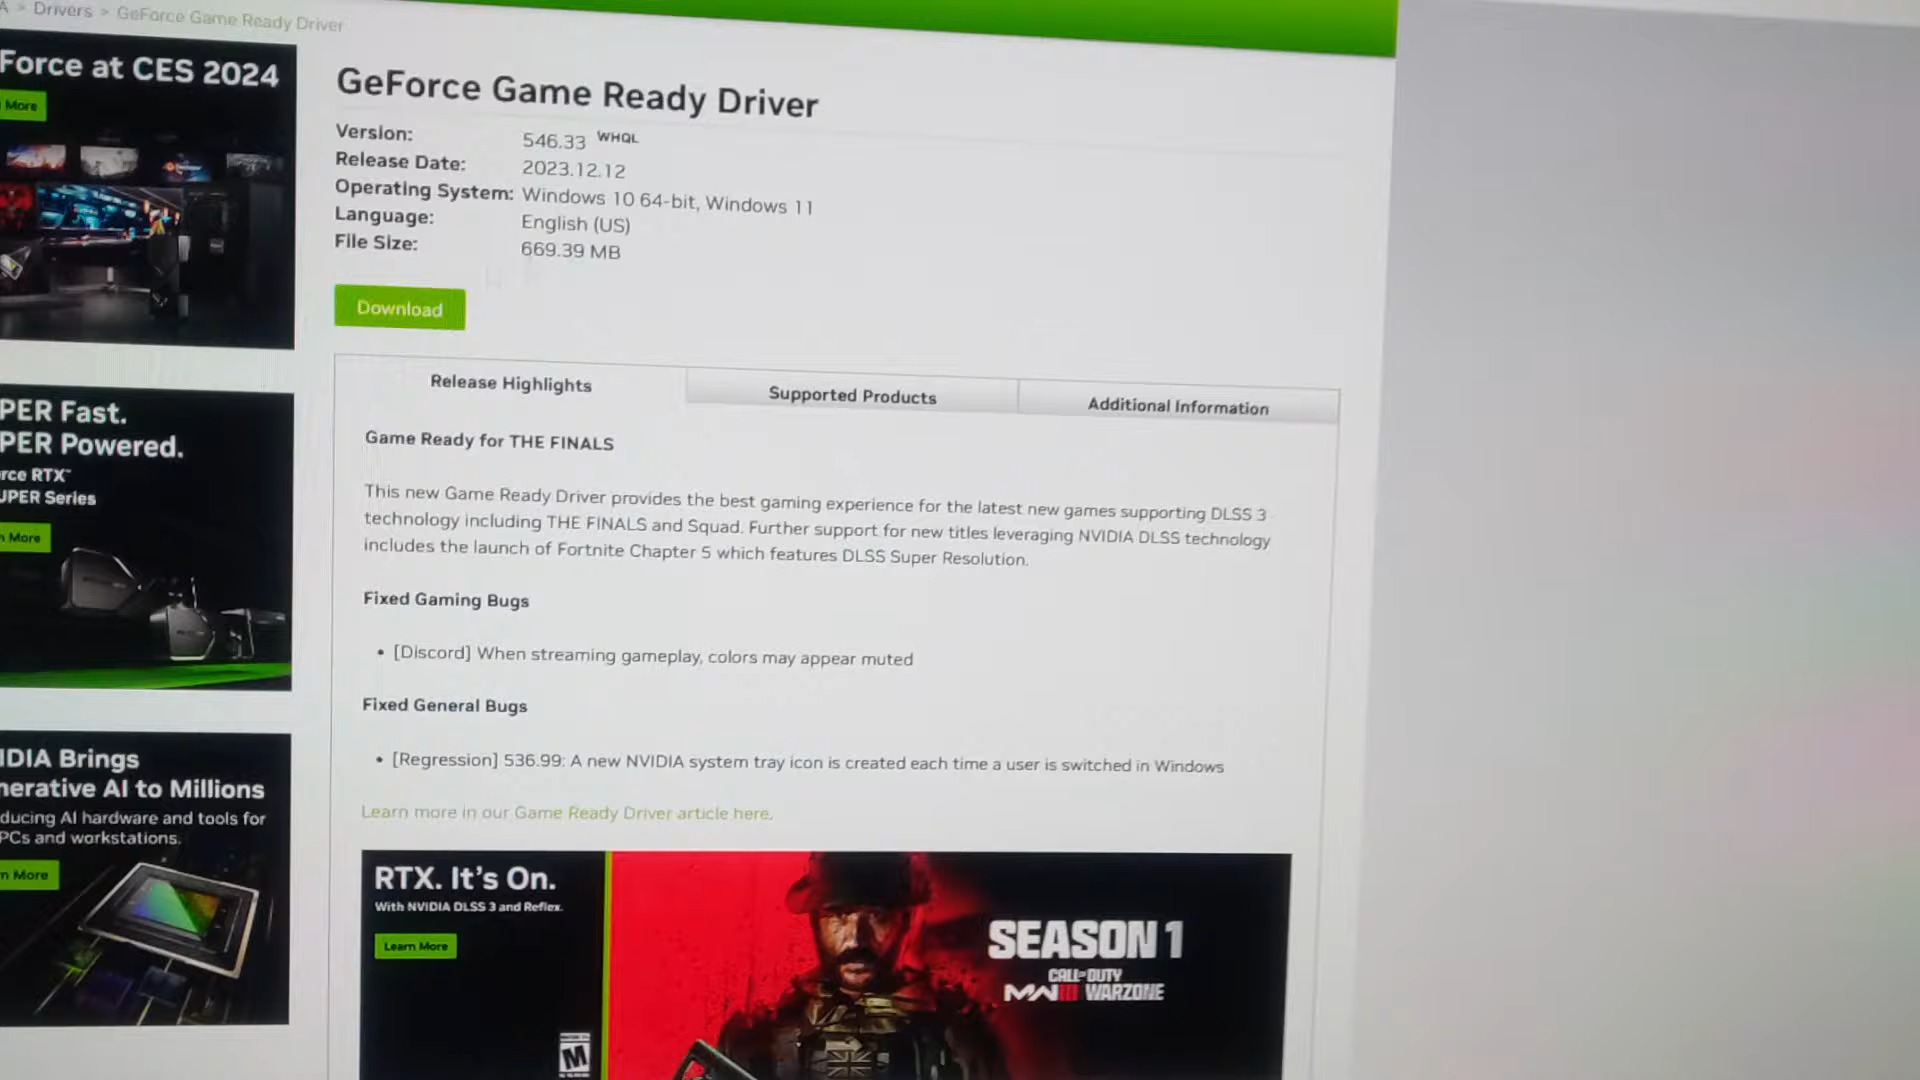 A > Drivers > GeForce Game Ready Driver
Force at CES 2024
More
GeForce Game Ready Driver
Version: 546.33 WHQL
Release Date: 2023.12.12
Operating System: Windows 10 64-bit, Windows 11
Language: English (US)
File Size: 669.39 MB
Download
PER Fast.
PER Powered.
rce RTX™
UPER Series
n More
Release Highlights
Supported Products
Additional Information
Game Ready for THE FINALS
This new Game Ready Driver provides the best gaming experience for the latest new games supporting DLSS 3
technology including THE FINALS and Squad. Further support for new titles leveraging NVIDIA DLSS technology
includes the launch of Fortnite Chapter 5 which features DLSS Super Resolution.
Fixed Gaming Bugs
• [Discord] When streaming gameplay, colors may appear muted
Fixed General Bugs
• [Regression] 536.99: A new NVIDIA system tray icon is created each time a user is switched in Windows
Learn more in our Game Ready Driver article here.
IDIA Brings
nerative AI to Millions
ducing AI hardware and tools for
PCs and workstations.
n More
RTX. It's On.
With NVIDIA DLSS 3 and Reflex.
Learn More
M
SEASON 1
CALL OF DUTY
MWIII WARZONE